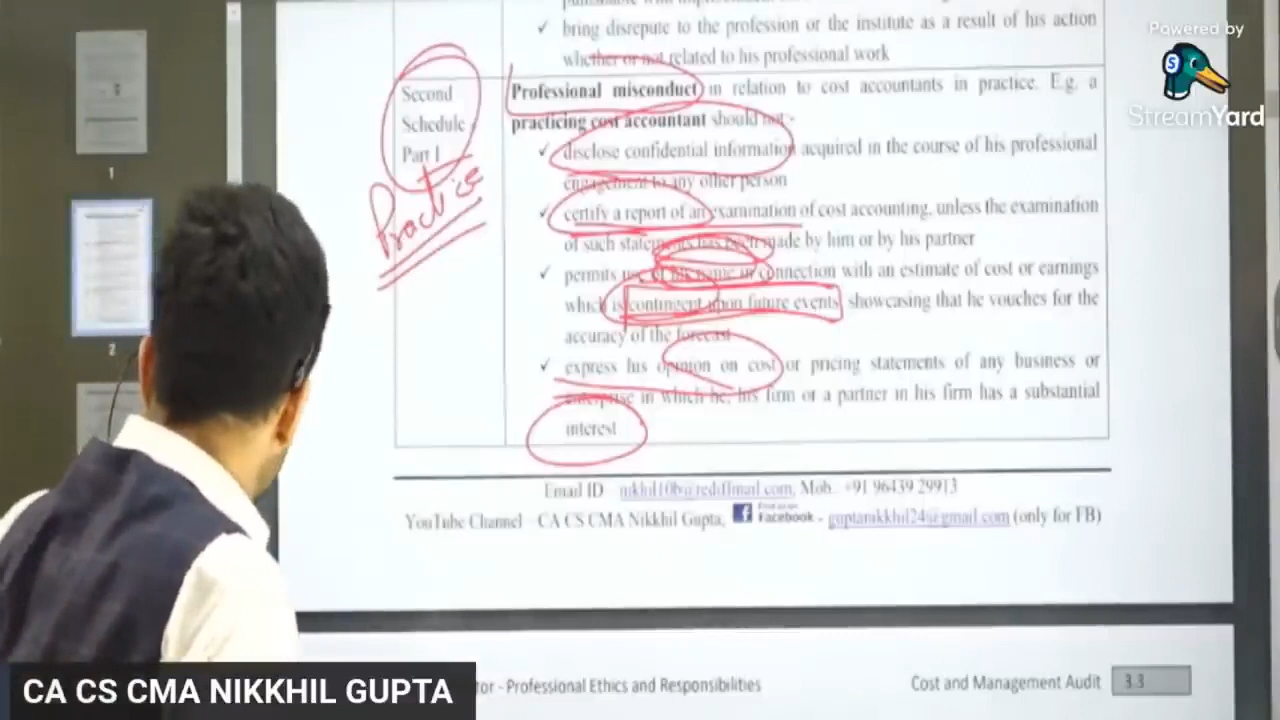 Powered by
StreamYard
bring disrepute to the profession or the institute as a result of his action
whether or not related to his professional work
Second
Schedule
Part I
Practice
Professional misconduct in relation to cost accountants in practice. E.g. a
practicing cost accountant should not -
✓ disclose confidential information acquired in the course of his professional
engagement to any other person
✓ certify a report of an examination of cost accounting, unless the examination
of such statements has been made by him or by his partner
✓ permits use of his name in connection with an estimate of cost or earnings
which is contingent upon future events, showcasing that he vouches for the
accuracy of the forecast
✓ express his opinion on cost or pricing statements of any business or
enterprise in which he, his firm or a partner in his firm has a substantial
interest
Email ID Mob. +91 96439 29913
YouTube Channel CA CS CMA Nikkhil Gupta, Facebook - guptanikkhil24@gmail.com (only for FB)
1
2
- Professional Ethics and Responsibilities Cost and Management Audit 3.3
CA CS CMA NIKKHIL GUPTA